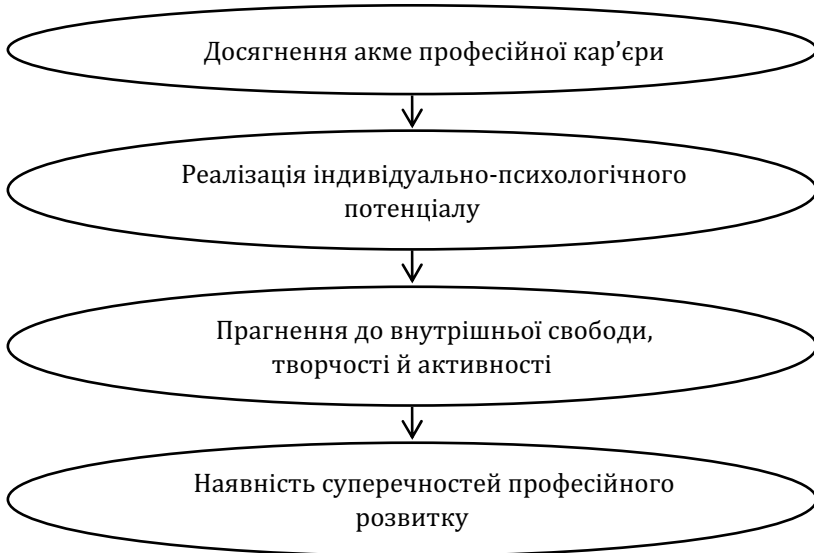 Досягнення акме професійної кар’єри
Реалізація індивідуально-психологічного
потенціалу
Прагнення до внутрішньої свободи,
творчості й активності
Наявність суперечностей професійного
розвитку